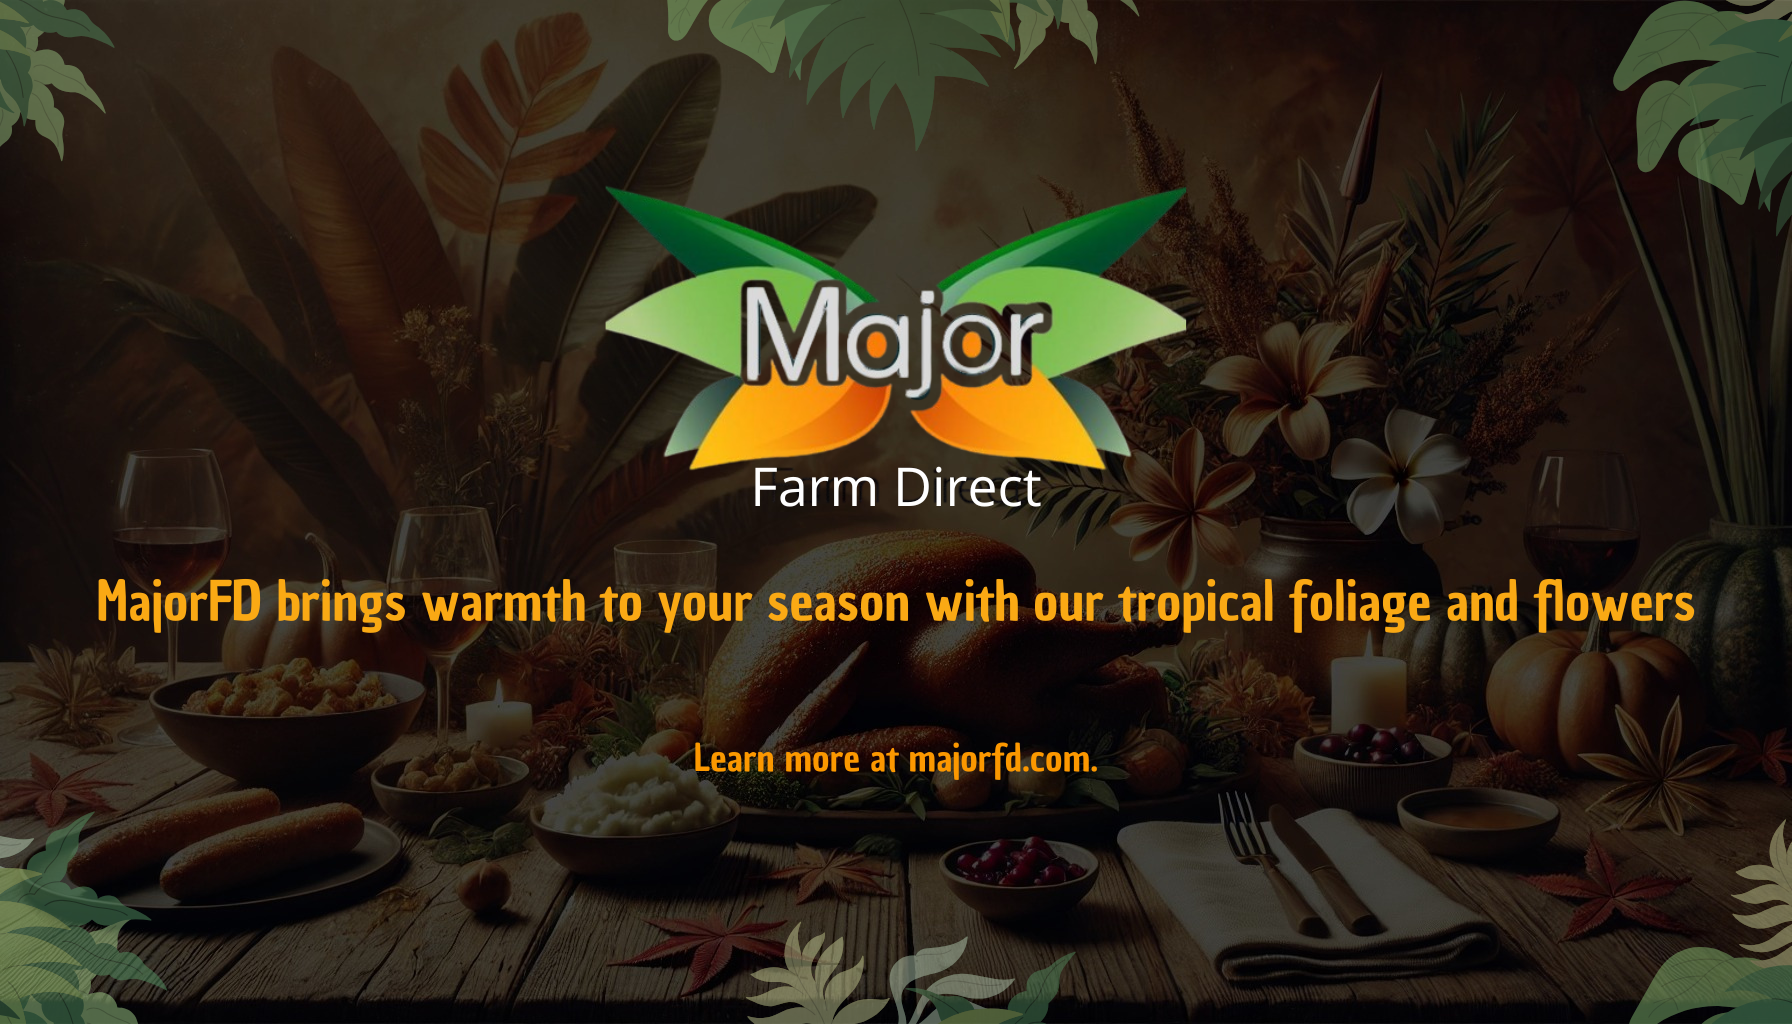 Major
Farm Direct
MajorFD brings warmth to your season with our tropical foliage and flowers
Learn more at majorfd.com.